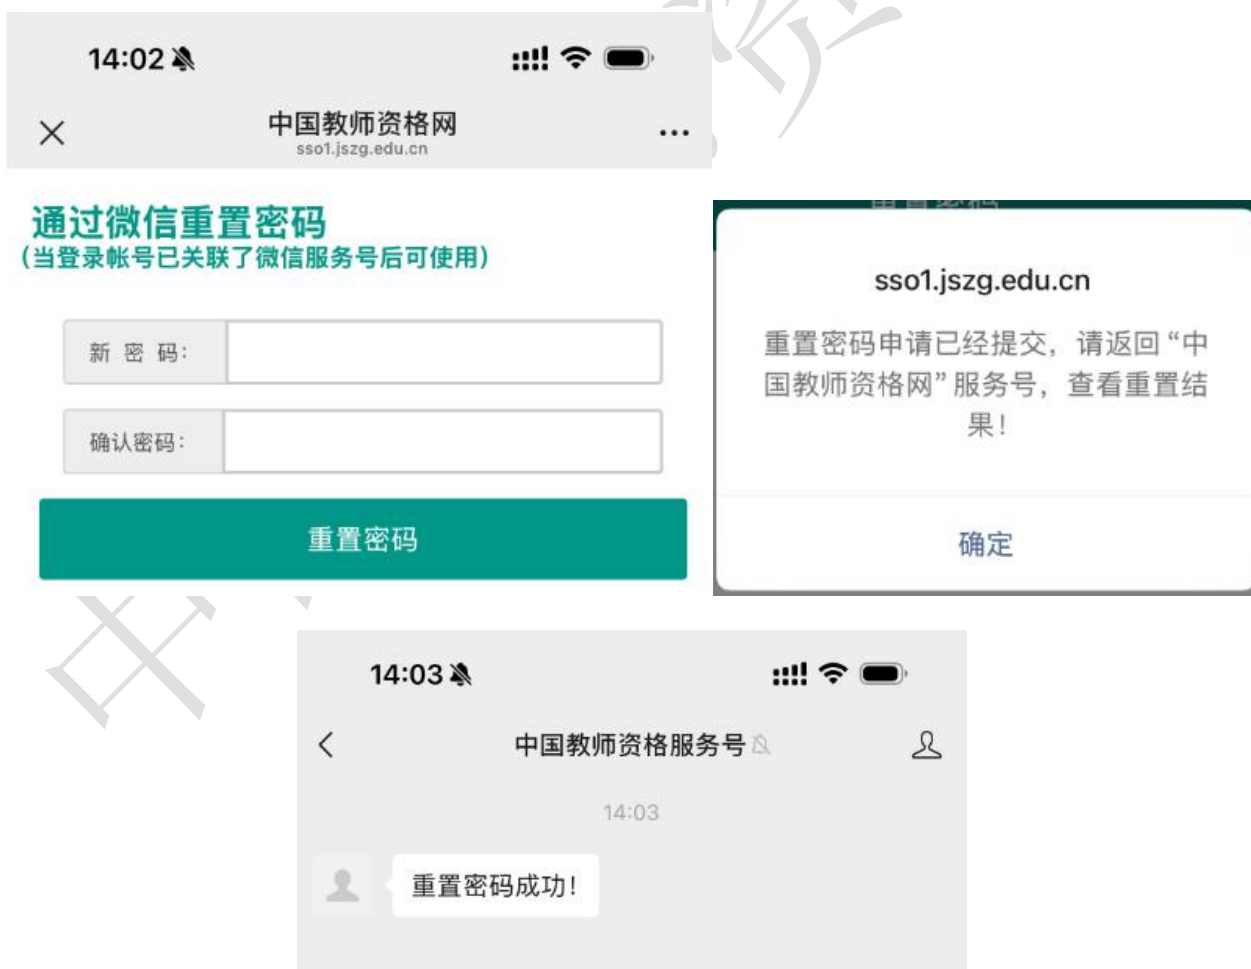 14:02
中国教师资格网
sso1.jszg.edu.cn
通过微信重置密码
（当登录帐号已关联了微信服务号后可使用）
新 密 码：
确认密码：
重置密码
重置密码
sso1.jszg.edu.cn
重置密码申请已经提交，请返回“中
国教师资格网”服务号，查看重置结
果！
确定
14:03
中国教师资格服务号
14:03
重置密码成功！